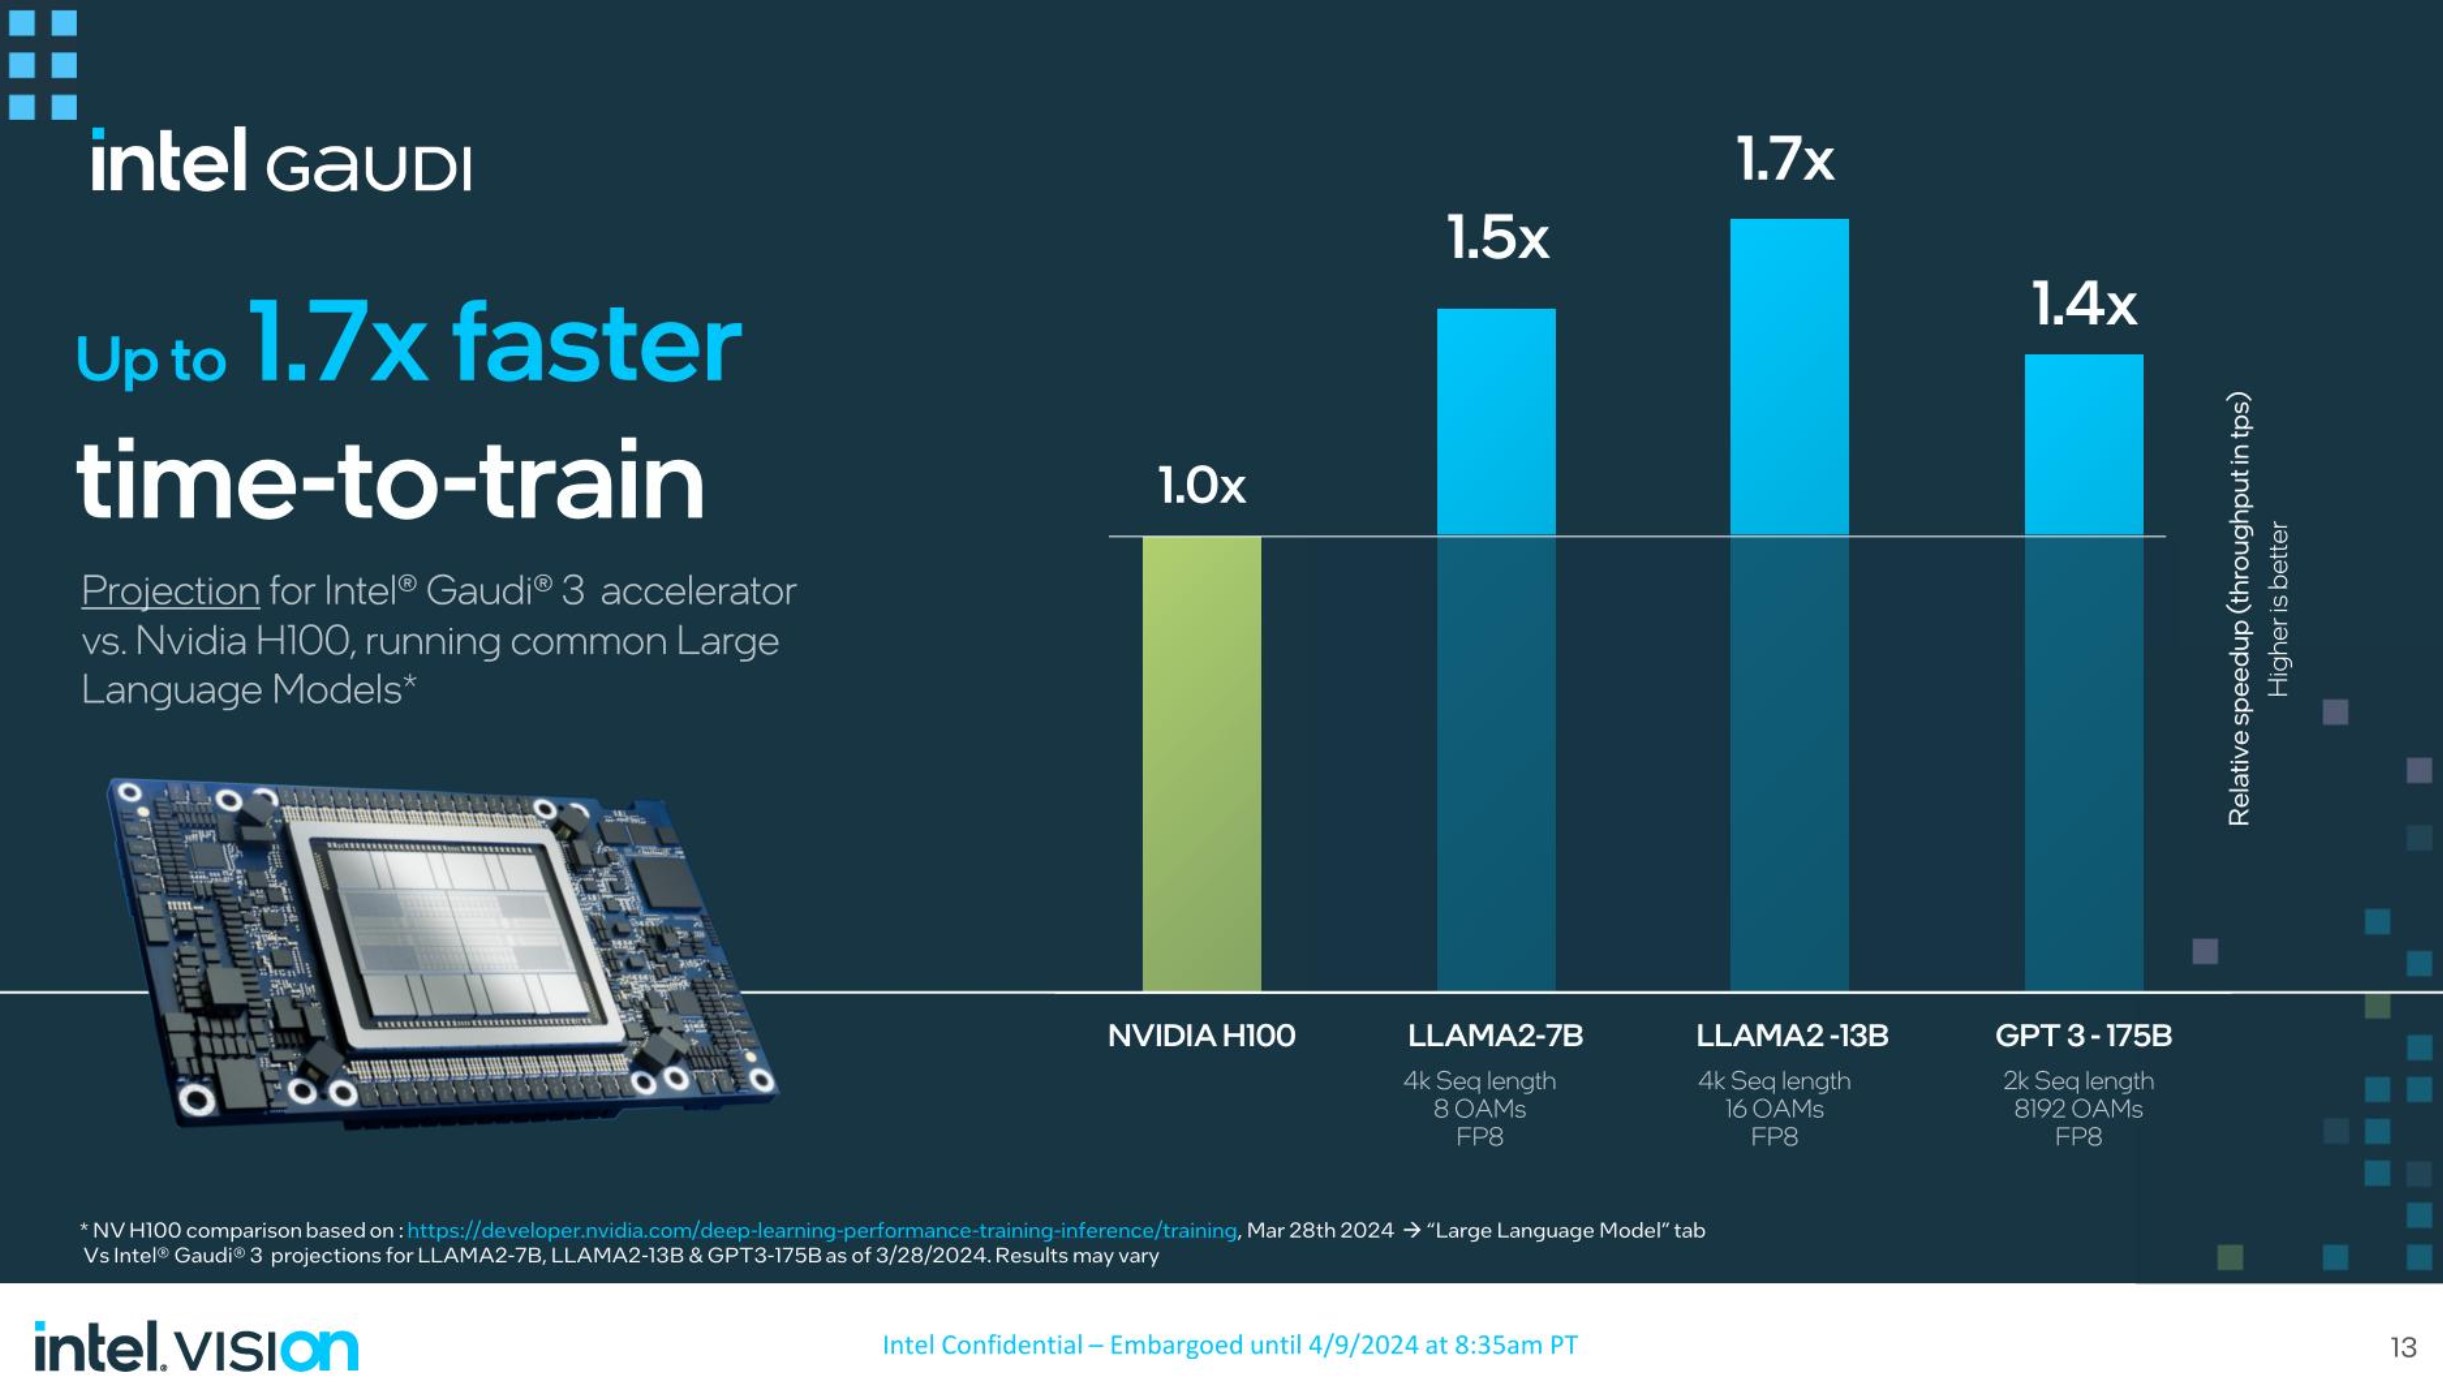 intel GAUDI
Up to 1.7x faster
time-to-train
Projection for Intel® Gaudi® 3 accelerator
vs. Nvidia H100, running common Large
Language Models*
1.0x
1.5x
1.7x
1.4x
Relative speedup (throughput in tps)
Higher is better
NVIDIA H100
LLAMA2-7B
4k Seq length
8 OAMs
FP8
LLAMA2 -13B
4k Seq length
16 OAMs
FP8
GPT 3 - 175B
2k Seq length
8192 OAMs
FP8
* NV H100 comparison based on : https://developer.nvidia.com/deep-learning-performance-training-inference/training, Mar 28th 2024 → “Large Language Model” tab
Vs Intel® Gaudi® 3 projections for LLAMA2-7B, LLAMA2-13B & GPT3-175B as of 3/28/2024. Results may vary
intel. VISION
Intel Confidential – Embargoed until 4/9/2024 at 8:35am PT
13